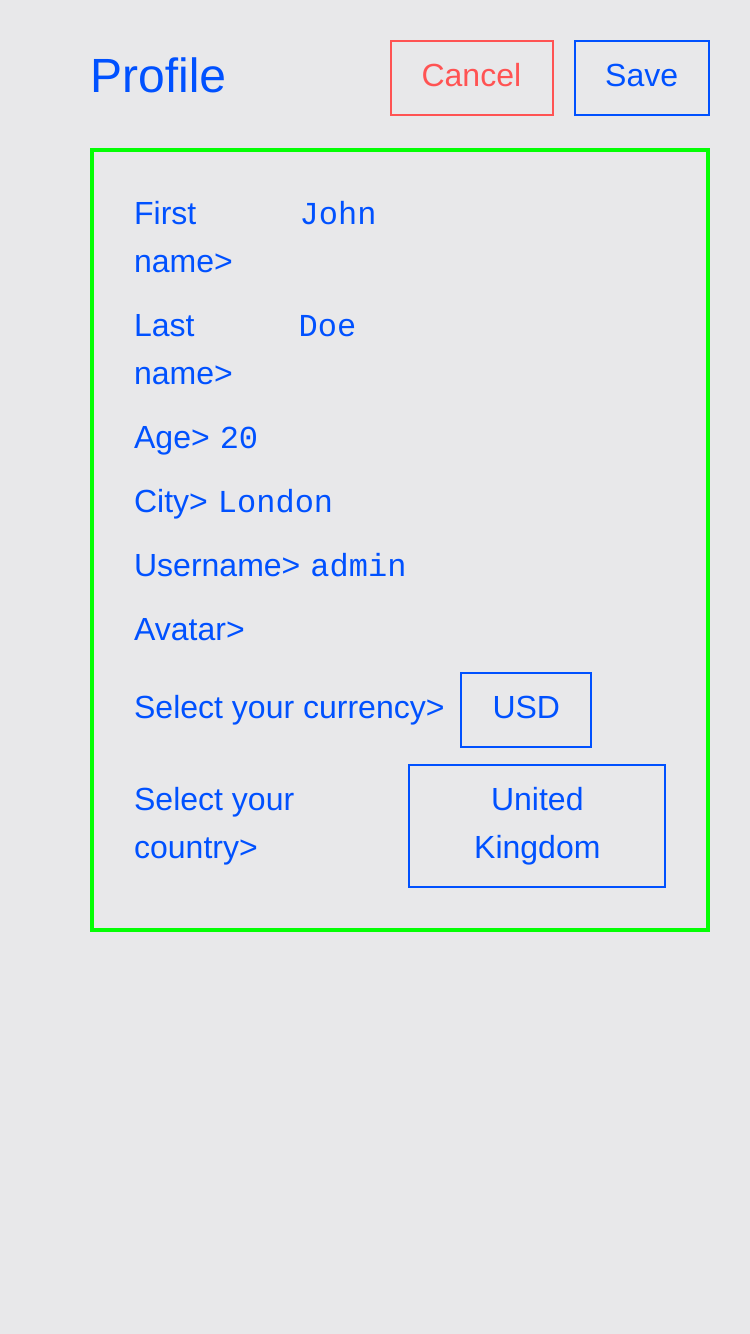 Profile Cancel Save
First John
name>
Last Doe
name>
Age> 20
City> London
Username> admin
Avatar>
Select your currency> USD
Select your United
country> Kingdom